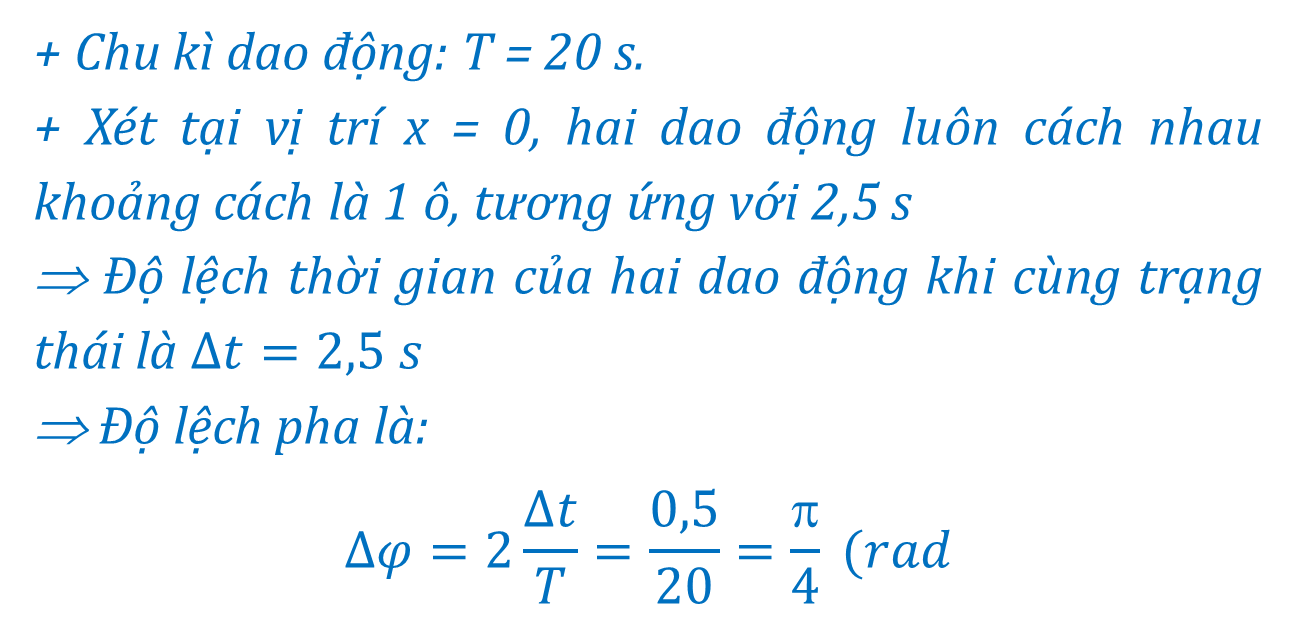 + Chu kì dao động: T = 20 s.
+ Xét tại vị trí x = 0, hai dao động luôn cách nhau
khoảng cách là 1 ô, tương ứng với 2,5 s
⇒ Độ lệch thời gian của hai dao động khi cùng trạng
thái là Δt = 2,5 s
⇒ Độ lệch pha là:
Δφ = 2 Δt/T = 0,5/20 = π/4 (rad